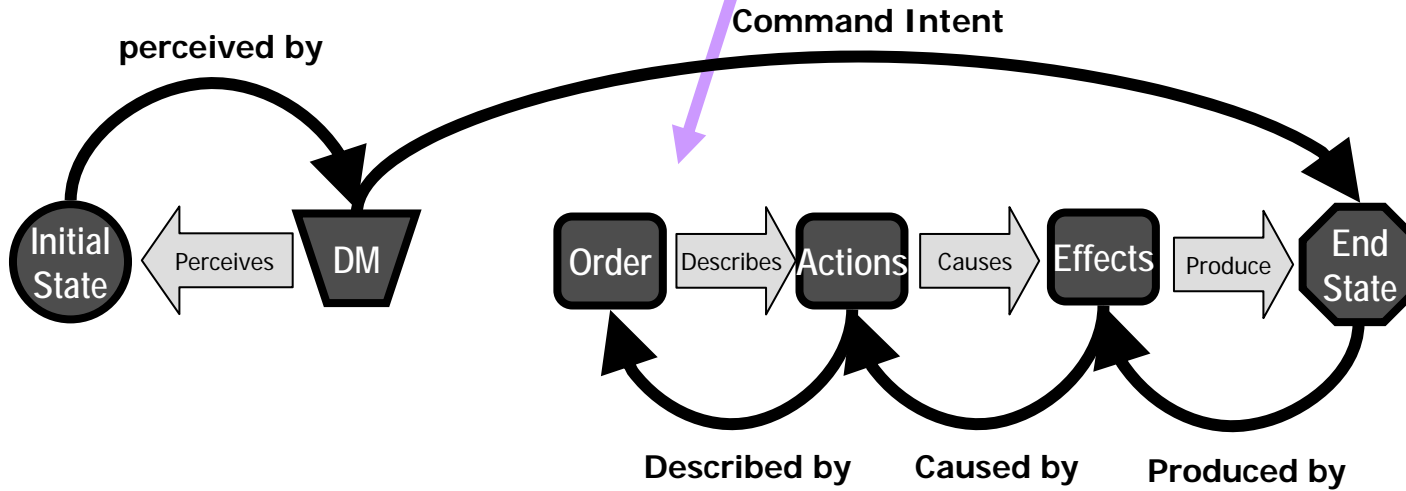 Command Intent
perceived by
Initial
State
Perceives
DM
Order
Describes
Actions
Causes
Effects
Produce
End
State
Described by
Caused by
Produced by